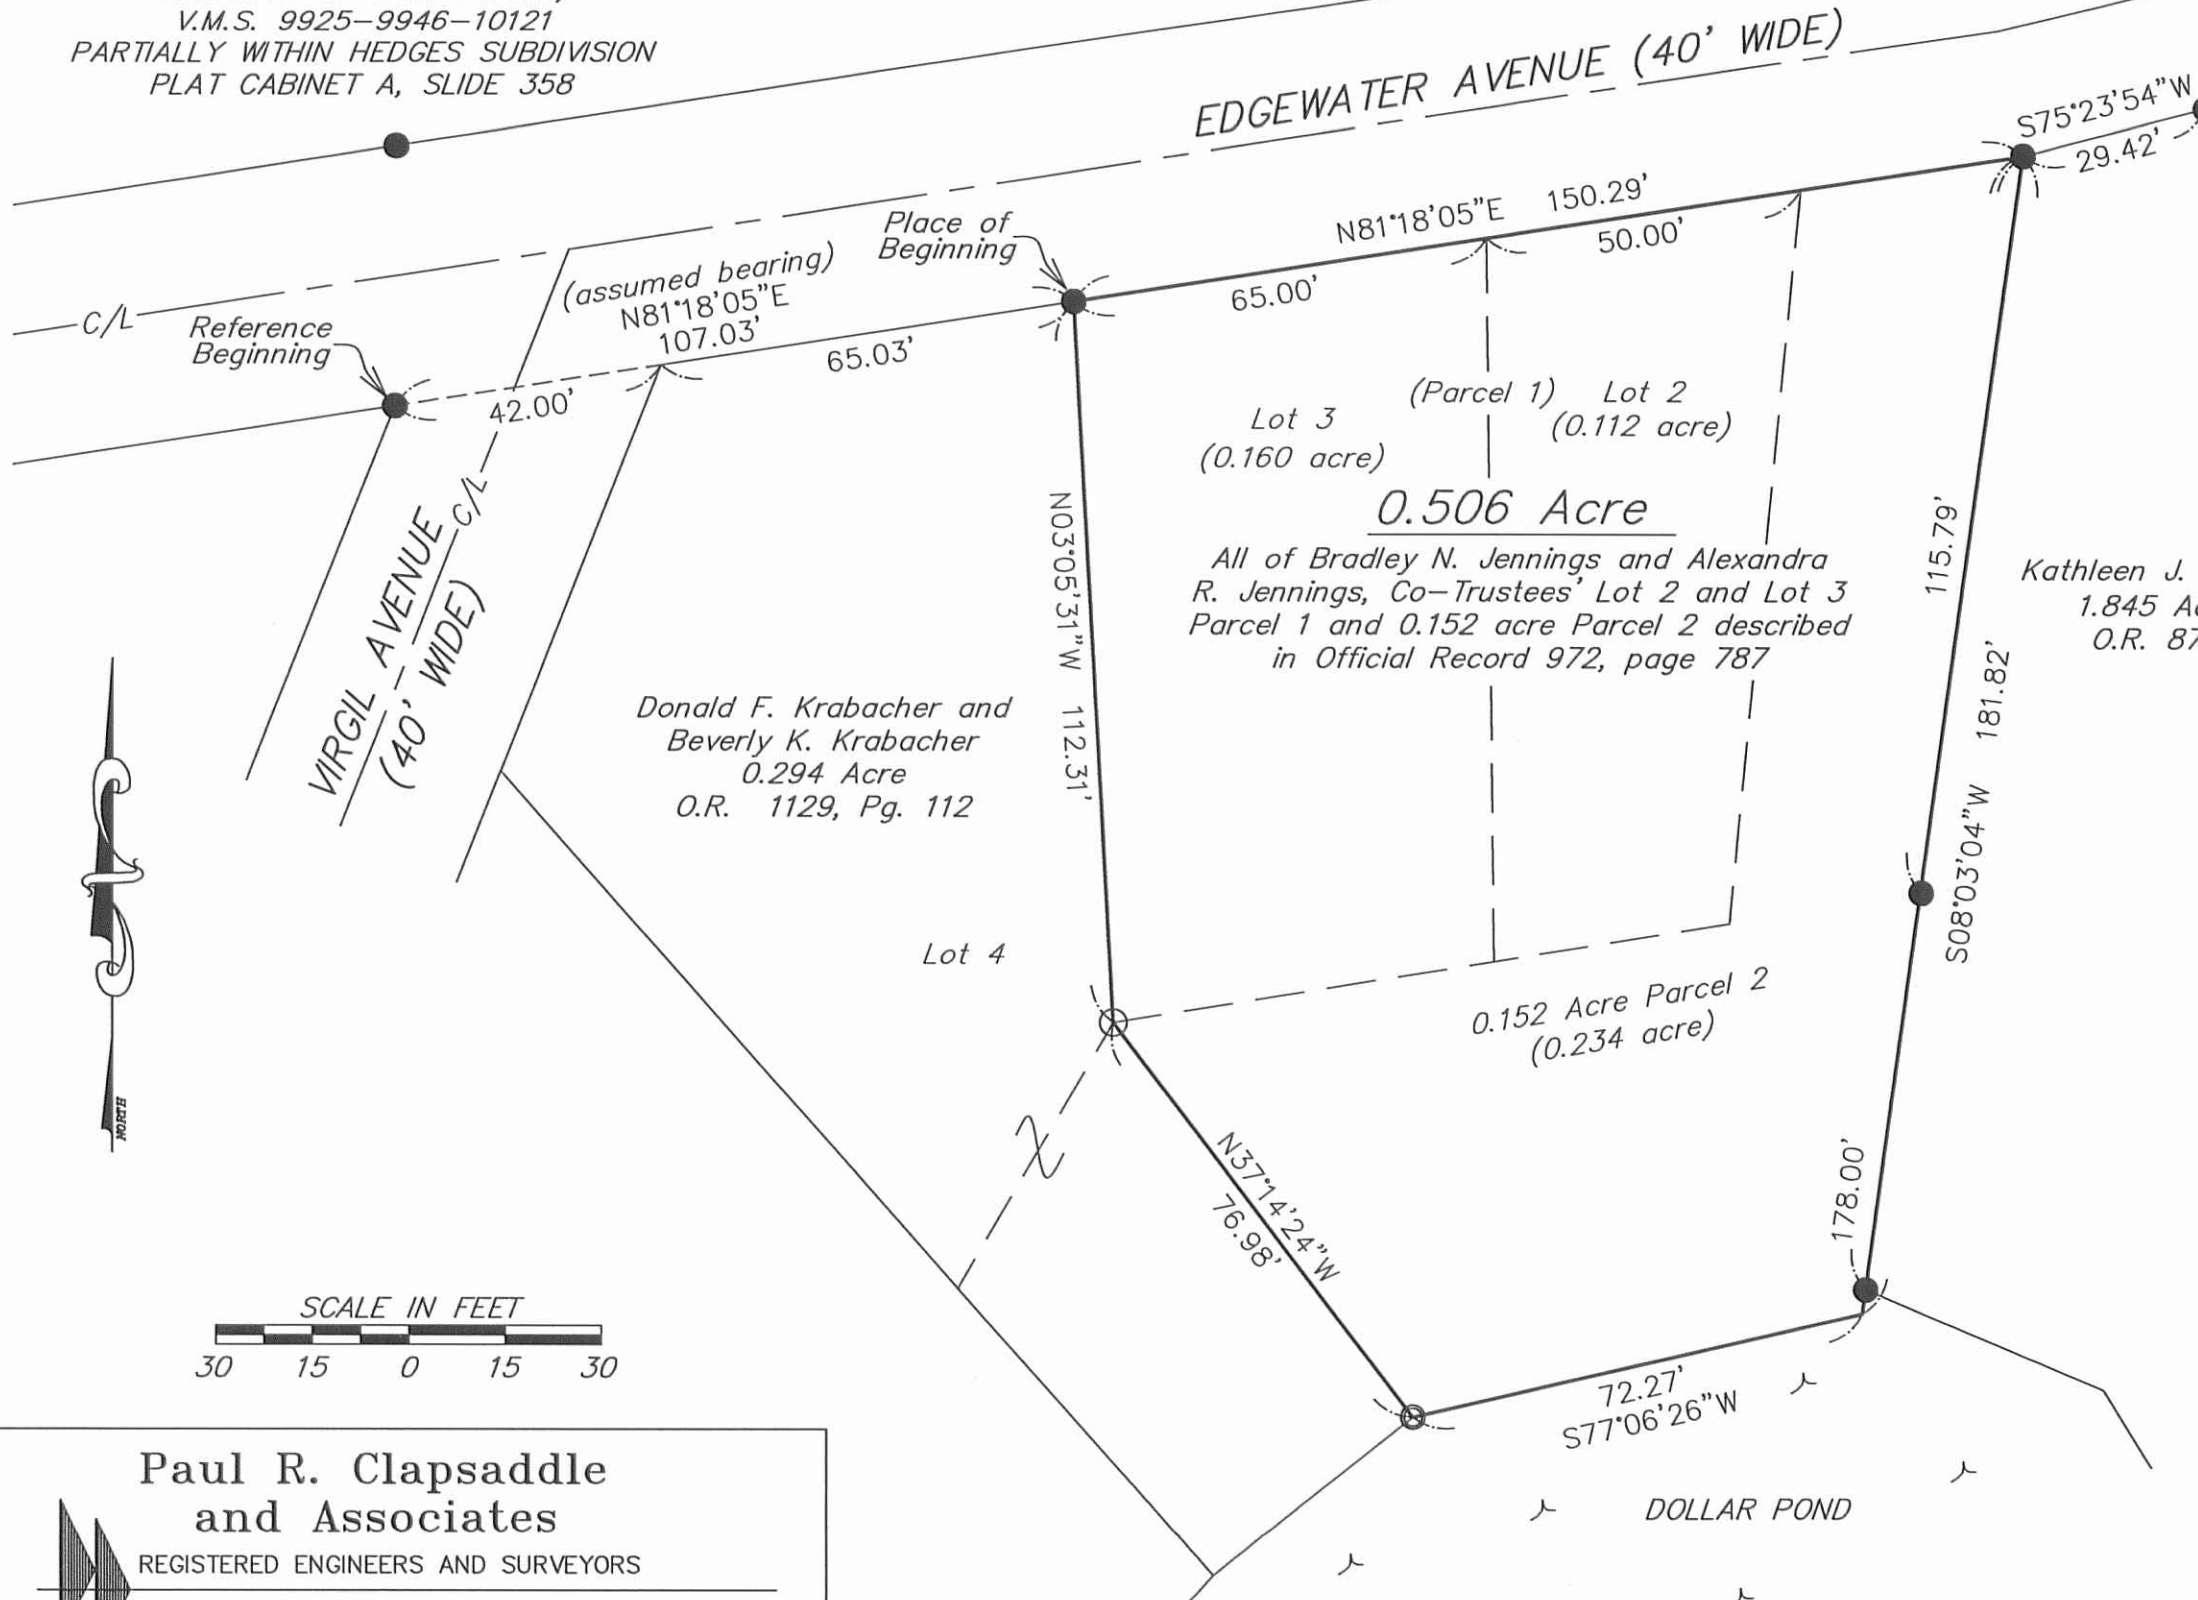 V.M.S. 9925-9946-10121
PARTIALLY WITHIN HEDGES SUBDIVISION
PLAT CABINET A, SLIDE 358
EDGEWATER AVENUE (40' WIDE)
S75°23'54"W
29.42'
Place of
Beginning
N81°18'05"E 150.29'
65.00'
50.00'
(assumed bearing)
N81°18'05"E
107.03'
65.03'
42.00'
C/L
Reference
Beginning
VIRGIL AVENUE
(40' WIDE)
C/L
(Parcel 1)
Lot 2
(0.112 acre)
Lot 3
(0.160 acre)
0.506 Acre
All of Bradley N. Jennings and Alexandra
R. Jennings, Co-Trustees' Lot 2 and Lot 3
Parcel 1 and 0.152 acre Parcel 2 described
in Official Record 972, page 787
N03°05'31"W 112.31'
115.79'
S08°03'04"W 181.82'
178.00'
Kathleen J.
1.845
O.R.
Donald F. Krabacher and
Beverly K. Krabacher
0.294 Acre
O.R. 1129, Pg. 112
Lot 4
0.152 Acre Parcel 2
(0.234 acre)
N37°14'24"W
76.98'
72.27'
S77°06'26"W
DOLLAR POND
NORTH
SCALE IN FEET
30 15 0 15 30
Paul R. Clapsaddle
and Associates
REGISTERED ENGINEERS AND SURVEYORS